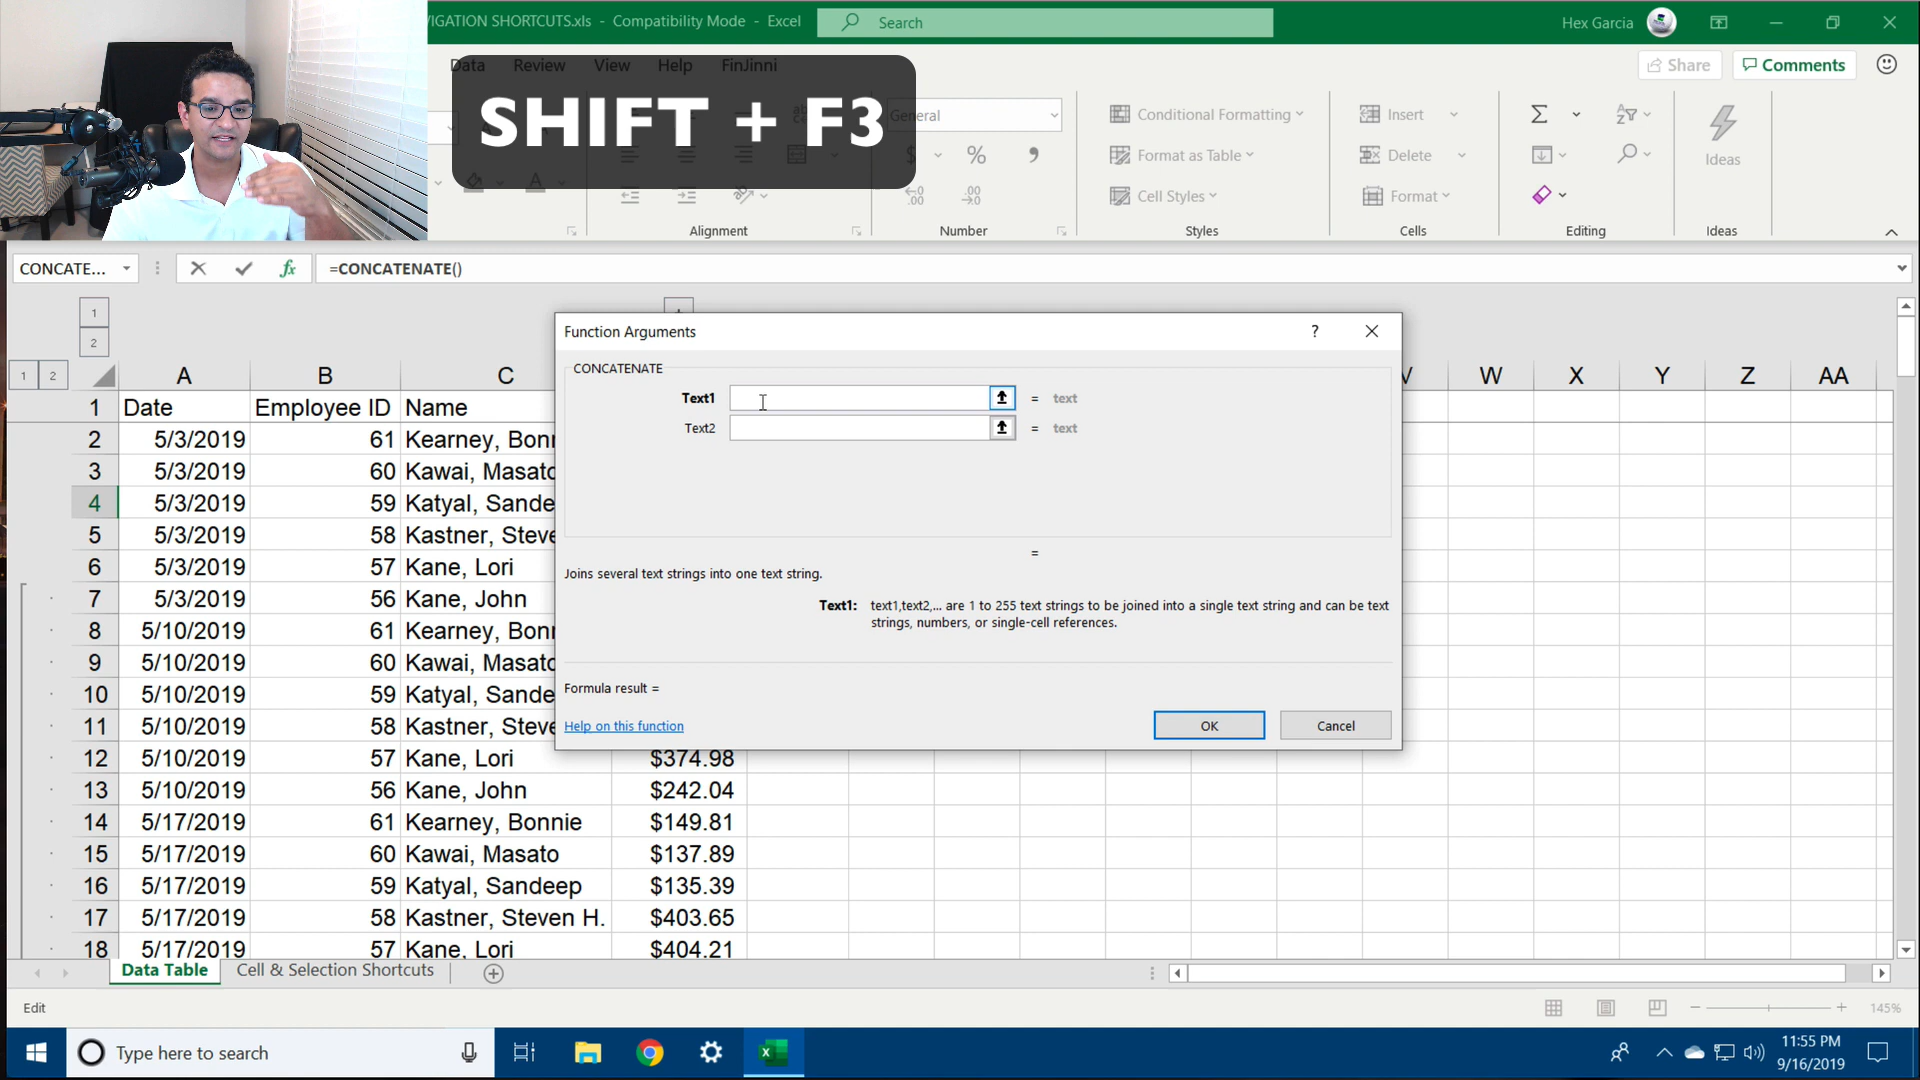 VIGATION SHORTCUTS.xls - Compatibility Mode - Excel
Search
Hex Garcia
Data Review View Help FinJinni
Share
Comments
SHIFT + F3
General
$ % 9
Conditional Formatting
Format as Table
Cell Styles
Insert
Delete
Format
Ideas
Alignment
Number
Styles
Cells
Editing
Ideas
CONCATE...
fx
=CONCATENATE()
1
2
1 2
A B C V W X Y Z AA
Function Arguments
? 
CONCATENATE
Text1 = text
Text2 = text
=
Joins several text strings into one text string.
Text1: text1,text2,... are 1 to 255 text strings to be joined into a single text string and can be text
strings, numbers, or single-cell references.
Formula result =
Help on this function
OK
Cancel
1 Date Employee ID Name
2 5/3/2019 61 Kearney, Bonn
3 5/3/2019 60 Kawai, Masato
4 5/3/2019 59 Katyal, Sande
5 5/3/2019 58 Kastner, Steve
6 5/3/2019 57 Kane, Lori
7 5/3/2019 56 Kane, John
8 5/10/2019 61 Kearney, Bonn
9 5/10/2019 60 Kawai, Masato
10 5/10/2019 59 Katyal, Sande
11 5/10/2019 58 Kastner, Steve
12 5/10/2019 57 Kane, Lori $374.98
13 5/10/2019 56 Kane, John $242.04
14 5/17/2019 61 Kearney, Bonnie $149.81
15 5/17/2019 60 Kawai, Masato $137.89
16 5/17/2019 59 Katyal, Sandeep $135.39
17 5/17/2019 58 Kastner, Steven H. $403.65
18 5/17/2019 57 Kane, Lori $404.21
Data Table
Cell & Selection Shortcuts
Edit
145%
Type here to search
11:55 PM
9/16/2019